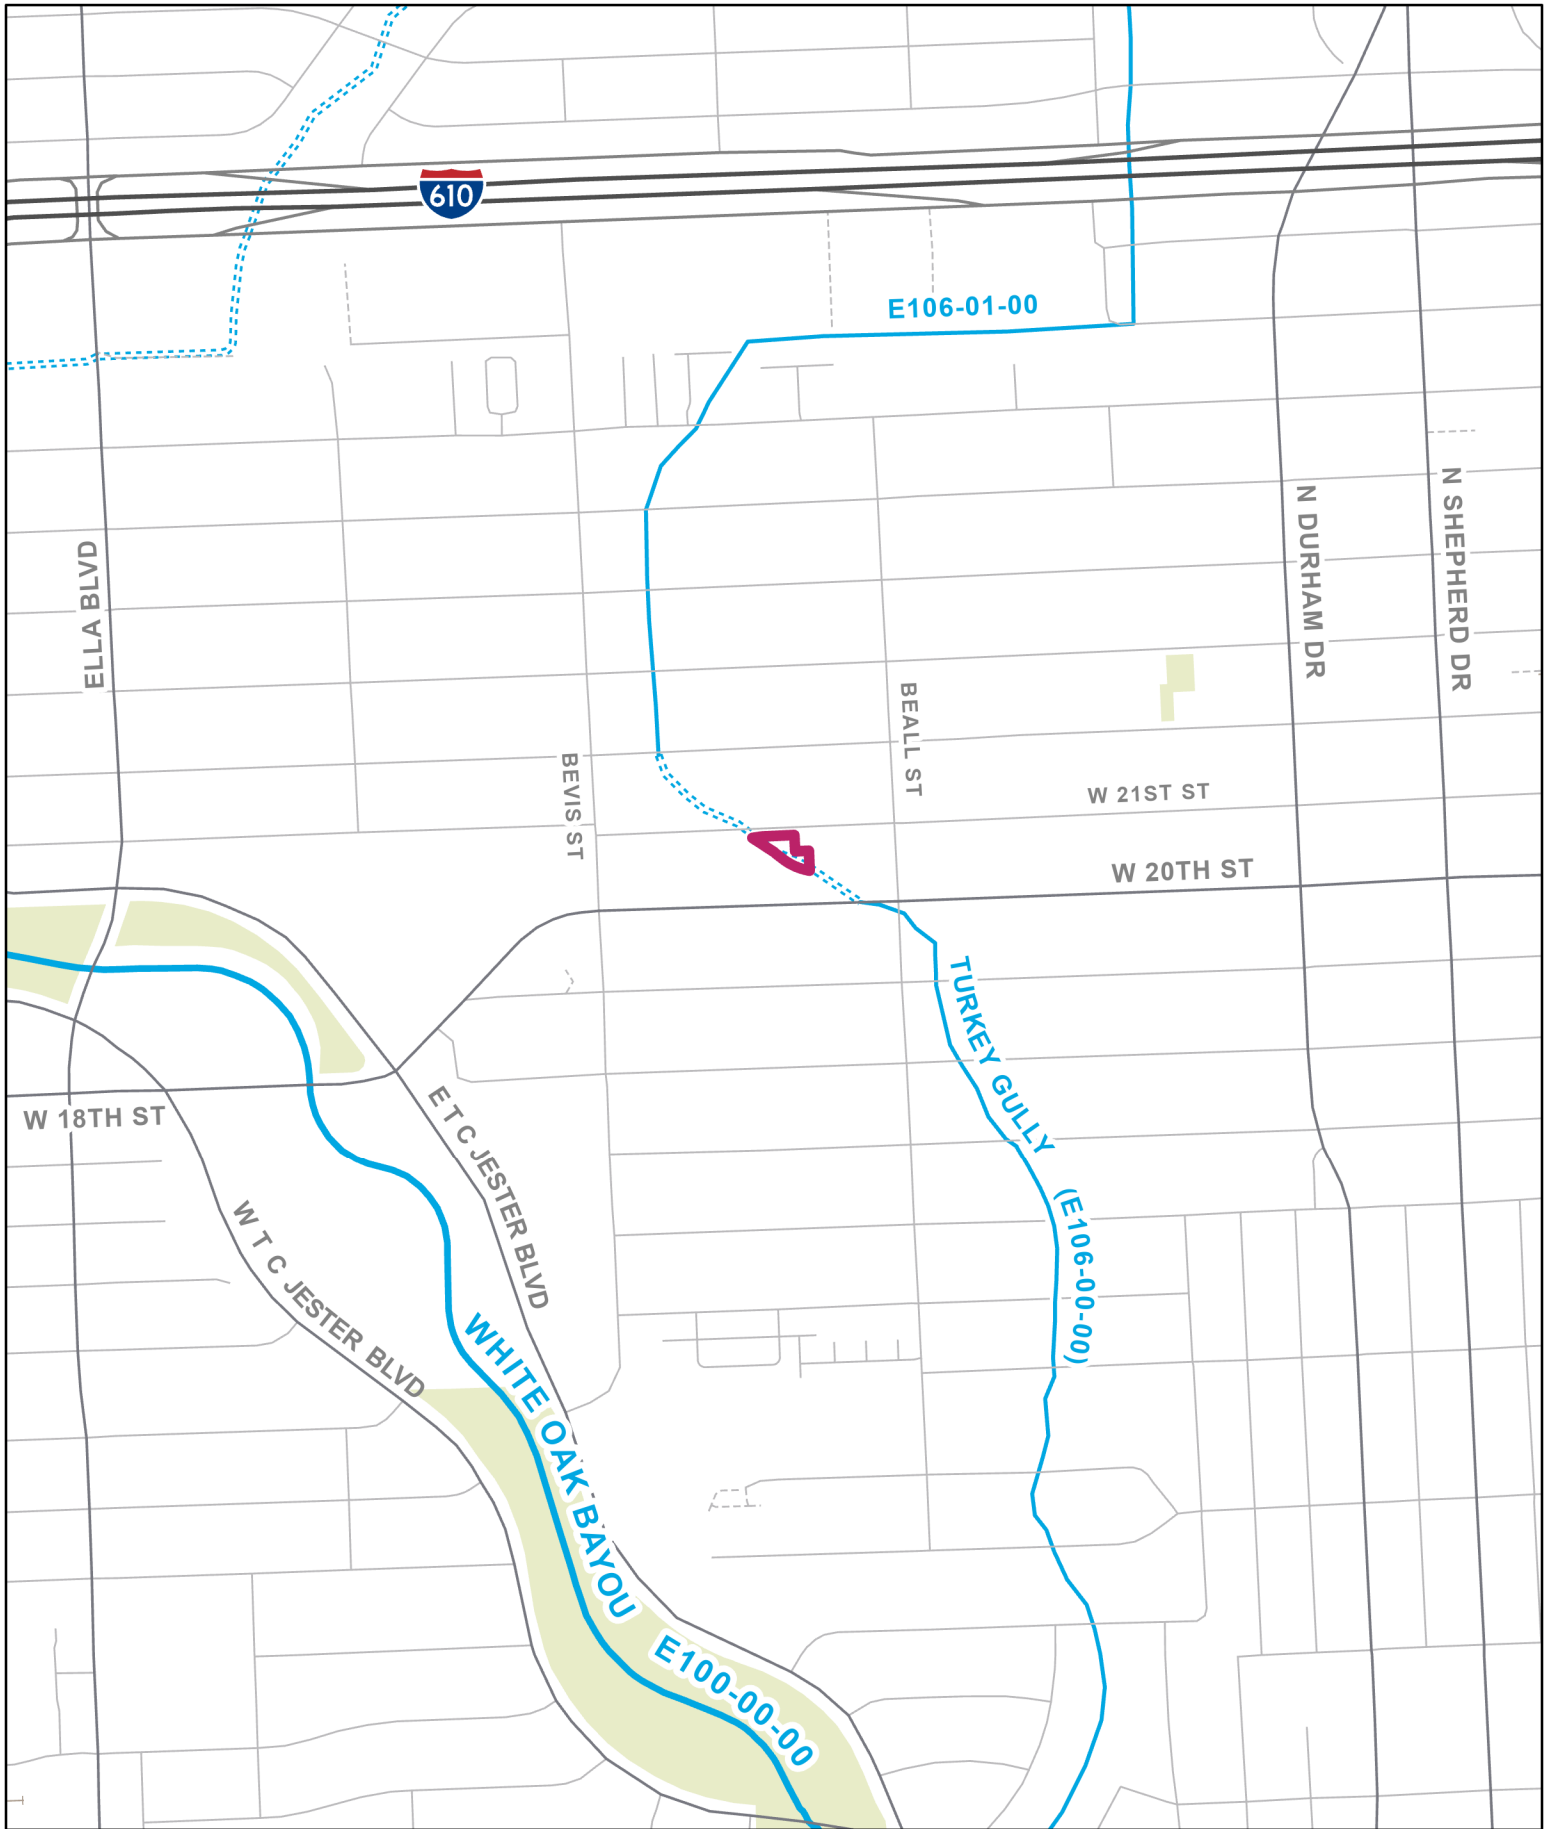 610
E106-01-00
N DURHAM DR
N SHEPHERD DR
ELLA BLVD
BEALL ST
BEVIS ST
W 21ST ST
W 20TH ST
TURKEY GULLY
(E106-00-00)
W 18TH ST
E T C JESTER BLVD
W T C JESTER BLVD
WHITE OAK BAYOU
E100-00-00